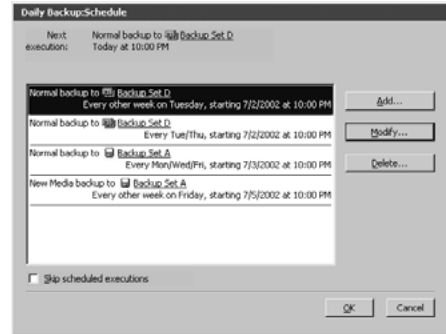 Daily Backup:Schedule
Next execution: Normal backup to Backup Set D
Today at 10:00 PM
Normal backup to Backup Set D
Every other week on Tuesday, starting 7/2/2002 at 10:00 PM
Normal backup to Backup Set D
Every Tue/Thu, starting 7/2/2002 at 10:00 PM
Normal backup to Backup Set A
Every Mon/Wed/Fri, starting 7/3/2002 at 10:00 PM
New Media backup to Backup Set A
Every other week on Friday, starting 7/5/2002 at 10:00 PM
Add...
Modify...
Delete...
Skip scheduled executions
OK
Cancel